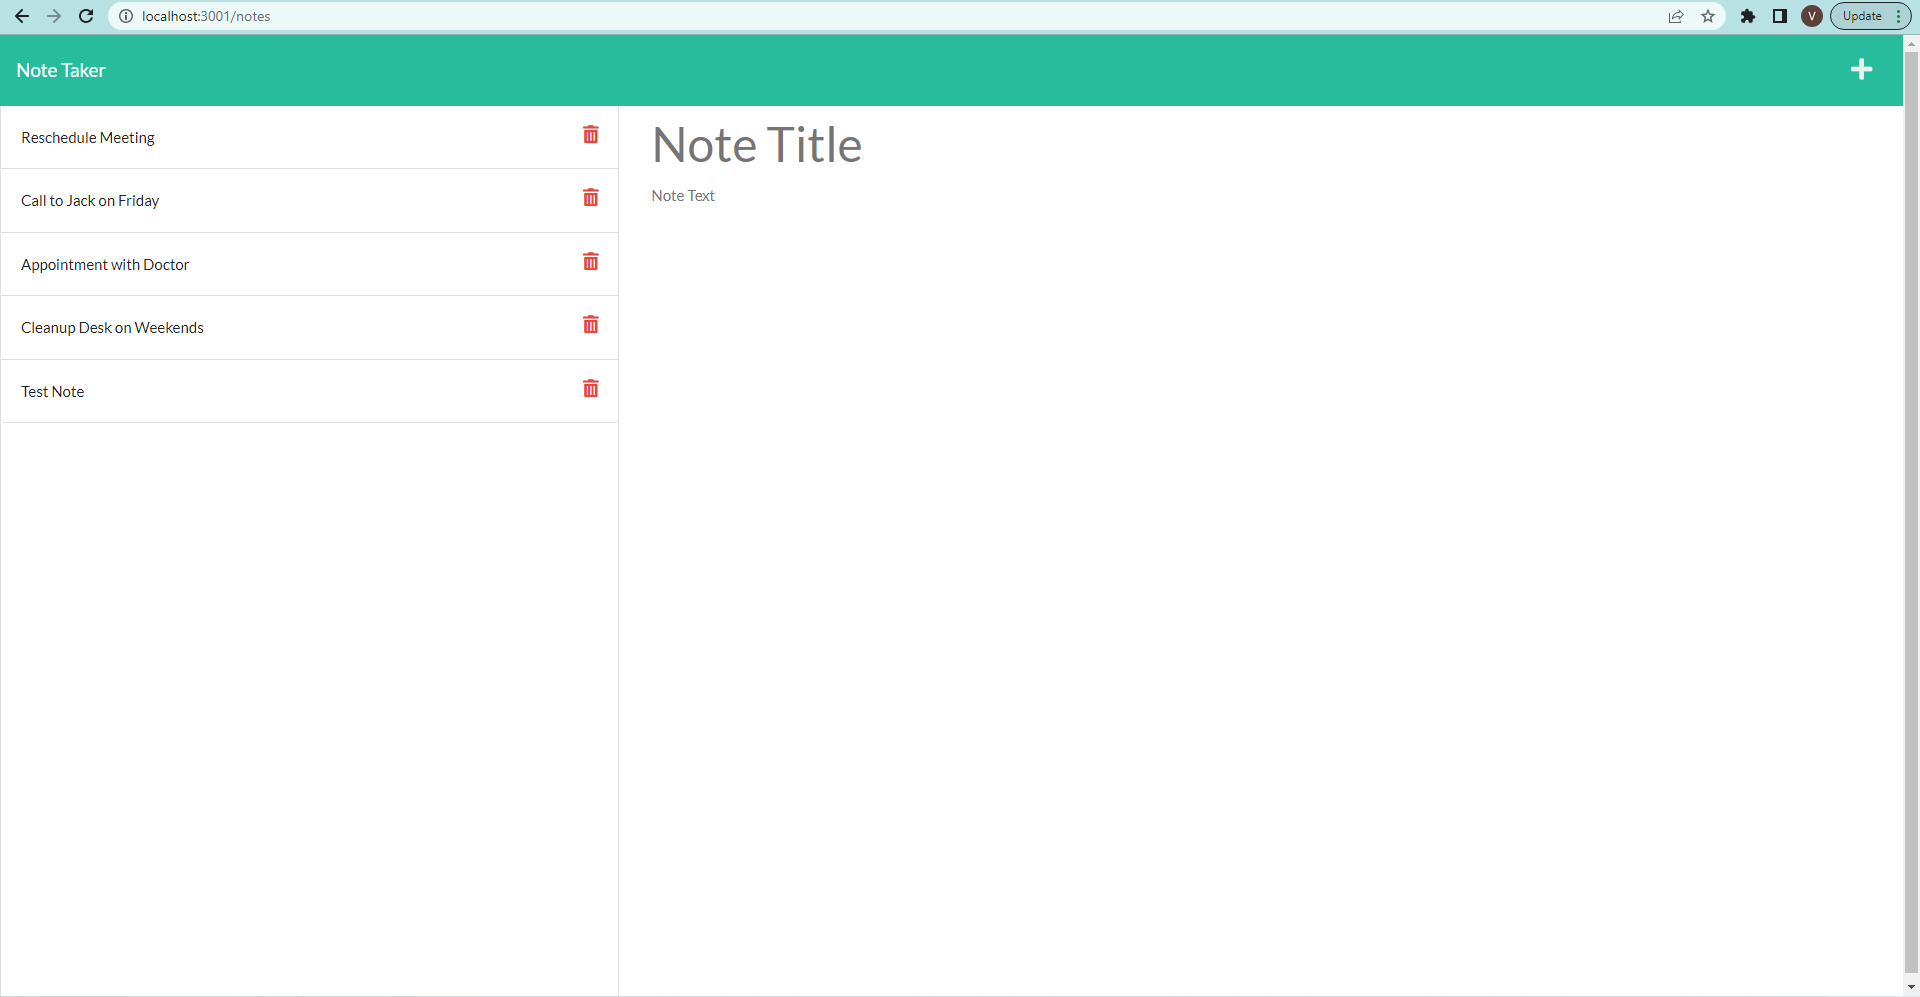 localhost:3001/notes
V
Update
Note Taker
Reschedule Meeting
Call to Jack on Friday
Appointment with Doctor
Cleanup Desk on Weekends
Test Note
Note Title
Note Text